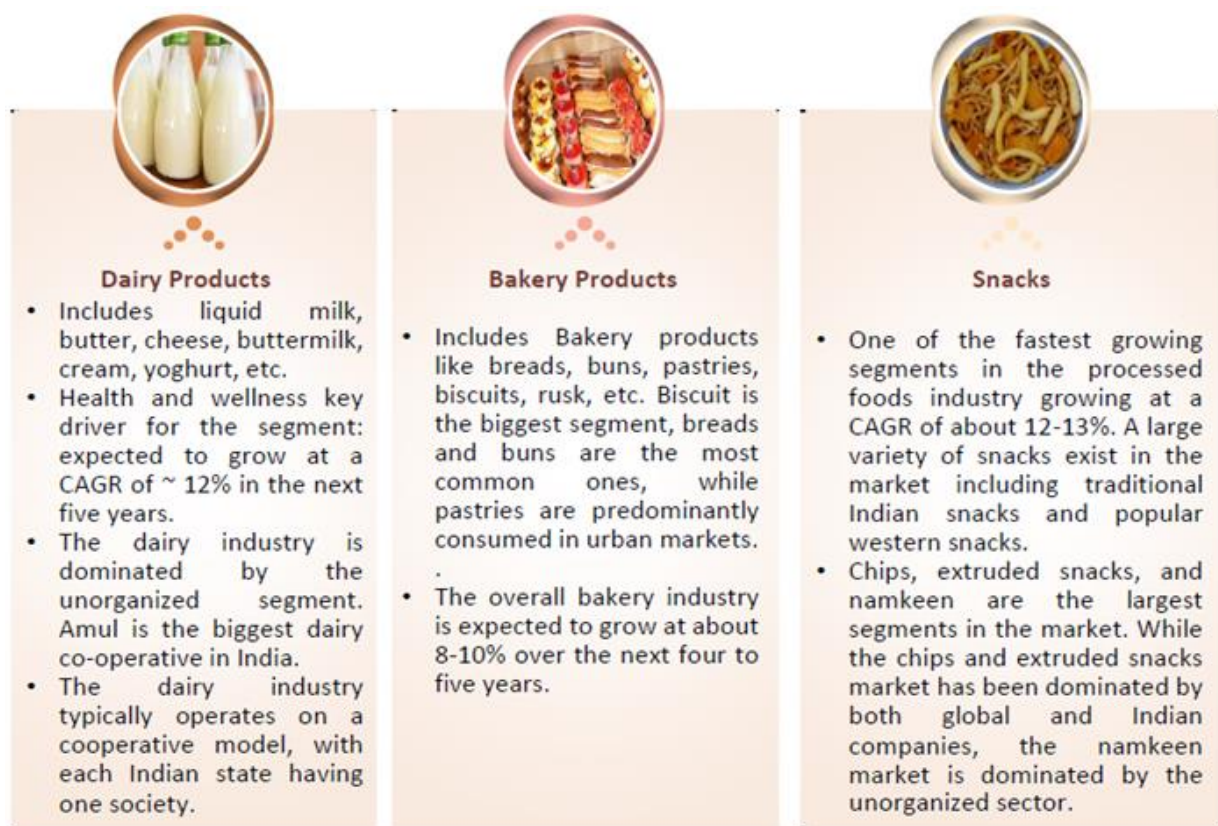 Dairy Products
• Includes liquid milk,
butter, cheese, buttermilk,
cream, yoghurt, etc.
• Health and wellness key
driver for the segment:
expected to grow at a
CAGR of ~ 12% in the next
five years.
• The dairy industry is
dominated by the
unorganized segment.
Amul is the biggest dairy
co-operative in India.
• The dairy industry
typically operates on a
cooperative model, with
each Indian state having
one society.
Bakery Products
• Includes Bakery products
like breads, buns, pastries,
biscuits, rusk, etc. Biscuit is
the biggest segment, breads
and buns are the most
common ones, while
pastries are predominantly
consumed in urban markets.
.
• The overall bakery industry
is expected to grow at about
8-10% over the next four to
five years.
Snacks
• One of the fastest growing
segments in the processed
foods industry growing at a
CAGR of about 12-13%. A large
variety of snacks exist in the
market including traditional
Indian snacks and popular
western snacks.
• Chips, extruded snacks, and
namkeen are the largest
segments in the market. While
the chips and extruded snacks
market has been dominated by
both global and Indian
companies, the namkeen
market is dominated by the
unorganized sector.